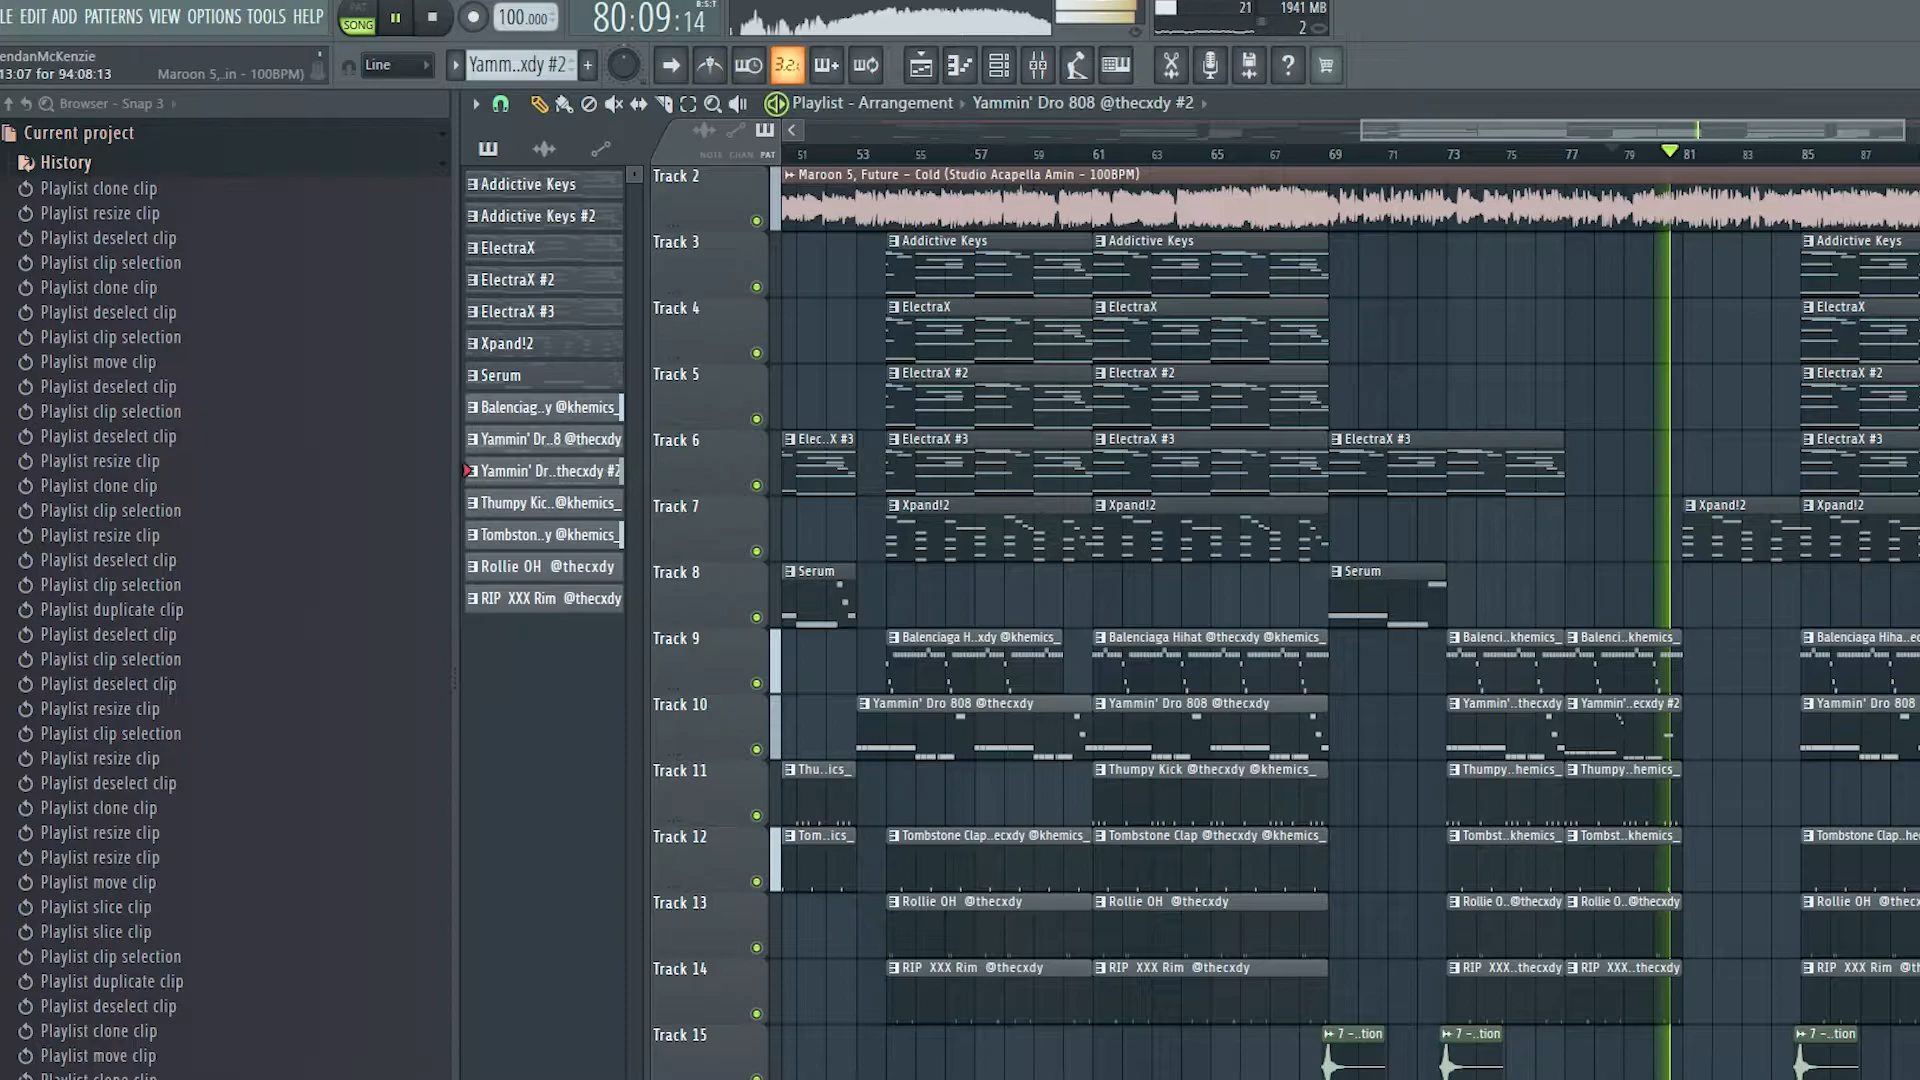 LE EDIT ADD PATTERNS VIEW OPTIONS TOOLS HELP
PAT
SONG
100.000
B:S:T
80:09:14
21
1941 MB
2
endanMcKenzie
13:07 for 94:08:13
Maroon 5,..in - 100BPM)
Line
Yamm..xdy #2
+
3.2.
?
Browser - Snap 3
Playlist - Arrangement
Yammin' Dro 808 @thecxdy #2
Current project
History
Playlist clone clip
Playlist resize clip
Playlist deselect clip
Playlist clip selection
Playlist clone clip
Playlist deselect clip
Playlist clip selection
Playlist move clip
Playlist deselect clip
Playlist clip selection
Playlist deselect clip
Playlist resize clip
Playlist clone clip
Playlist clip selection
Playlist resize clip
Playlist deselect clip
Playlist clip selection
Playlist duplicate clip
Playlist deselect clip
Playlist clip selection
Playlist deselect clip
Playlist resize clip
Playlist clip selection
Playlist resize clip
Playlist deselect clip
Playlist clone clip
Playlist resize clip
Playlist resize clip
Playlist move clip
Playlist slice clip
Playlist slice clip
Playlist clip selection
Playlist duplicate clip
Playlist deselect clip
Playlist clone clip
Playlist move clip
Playlist clone clip
Addictive Keys
Addictive Keys #2
ElectraX
ElectraX #2
ElectraX #3
Xpand!2
Serum
Balenciag..y @khemics_
Yammin' Dr..8 @thecxdy
Yammin' Dr..thecxdy #2
Thumpy Kic..@khemics_
Tombston..y @khemics_
Rollie OH @thecxdy
RIP XXX Rim @thecxdy
NOTE CHAN PAT
51 53 55 57 59 61 63 65 67 69 71 73 75 77 79 81 83 85 87
Track 2
Maroon 5, Future - Cold (Studio Acapella Amin - 100BPM)
Track 3
Addictive Keys
Addictive Keys
Addictive Keys
Track 4
ElectraX
ElectraX
ElectraX
Track 5
ElectraX #2
ElectraX #2
ElectraX #2
Track 6
Elec..X #3
ElectraX #3
ElectraX #3
ElectraX #3
ElectraX #3
Track 7
Xpand!2
Xpand!2
Xpand!2
Xpand!2
Track 8
Serum
Serum
Track 9
Balenciaga H..xdy @khemics_
Balenciaga Hihat @thecxdy @khemics_
Balenci..khemics_
Balenci..khemics_
Balenciaga Hiha..ec
Track 10
Yammin' Dro 808 @thecxdy
Yammin' Dro 808 @thecxdy
Yammin'..thecxdy
Yammin'..ecxdy #2
Yammin' Dro 808
Track 11
Thu..ics_
Thumpy Kick @thecxdy @khemics_
Thumpy..hemics_
Thumpy..hemics_
Track 12
Tom..ics_
Tombstone Clap..ecxdy @khemics_
Tombstone Clap @thecxdy @khemics_
Tombst..khemics_
Tombst..khemics_
Tombstone Clap..he
Track 13
Rollie OH @thecxdy
Rollie OH @thecxdy
Rollie O..@thecxdy
Rollie O..@thecxdy
Rollie OH @thecx
Track 14
RIP XXX Rim @thecxdy
RIP XXX Rim @thecxdy
RIP XXX..thecxdy
RIP XXX..thecxdy
RIP XXX Rim @th
Track 15
7 -..tion
7 -..tion
7 -..tion